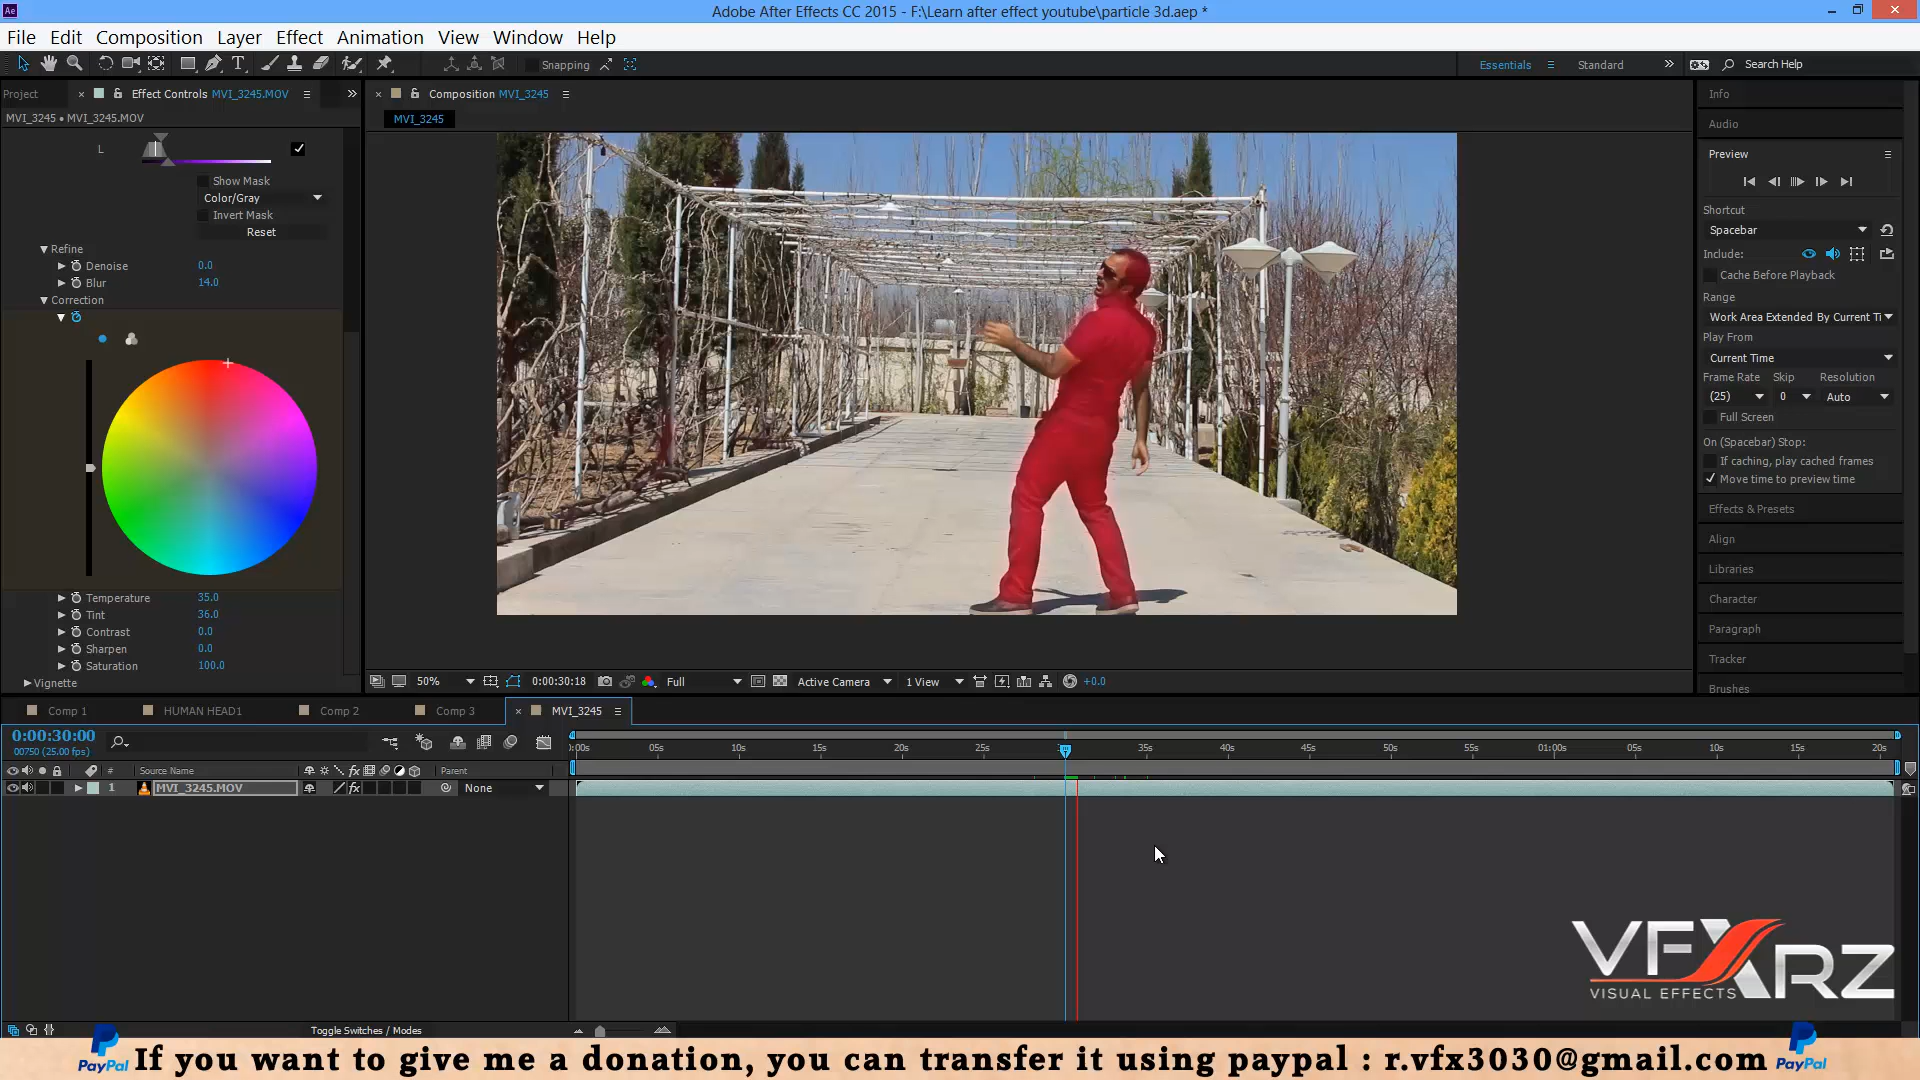 Ae
Adobe After Effects CC 2015 - F:\Learn after effect youtube\particle 3d.aep *
File Edit Composition Layer Effect Animation View Window Help
Snapping
Essentials
Standard
Search Help
Project
Effect Controls MVI_3245.MOV
Composition MVI_3245
MVI_3245 • MVI_3245.MOV
MVI_3245
L
Show Mask
Color/Gray
Invert Mask
Reset
Refine
Denoise 0.0
Blur 14.0
Correction
Temperature 35.0
Tint 36.0
Contrast 0.0
Sharpen 0.0
Saturation 100.0
Vignette
50%
0:00:30:18
Full
Active Camera
1 View
+0.0
Info
Audio
Preview
Shortcut
Spacebar
Include:
Cache Before Playback
Range
Work Area Extended By Current Ti
Play From
Current Time
Frame Rate Skip Resolution
(25) 0 Auto
Full Screen
On (Spacebar) Stop:
If caching, play cached frames
Move time to preview time
Effects & Presets
Align
Libraries
Character
Paragraph
Tracker
Brushes
Comp 1 HUMAN HEAD1 Comp 2 Comp 3 MVI_3245
0:00:30:00
00750 (25.00 fps)
:00s 05s 10s 15s 20s 25s 35s 40s 45s 50s 55s 01:00s 05s 10s 15s 20s
# Source Name Parent
1 MVI_3245.MOV None
Toggle Switches / Modes
VFXARZ
VISUAL EFFECTS
PayPal If you want to give me a donation, you can transfer it using paypal : r.vfx3030@gmail.com PayPal